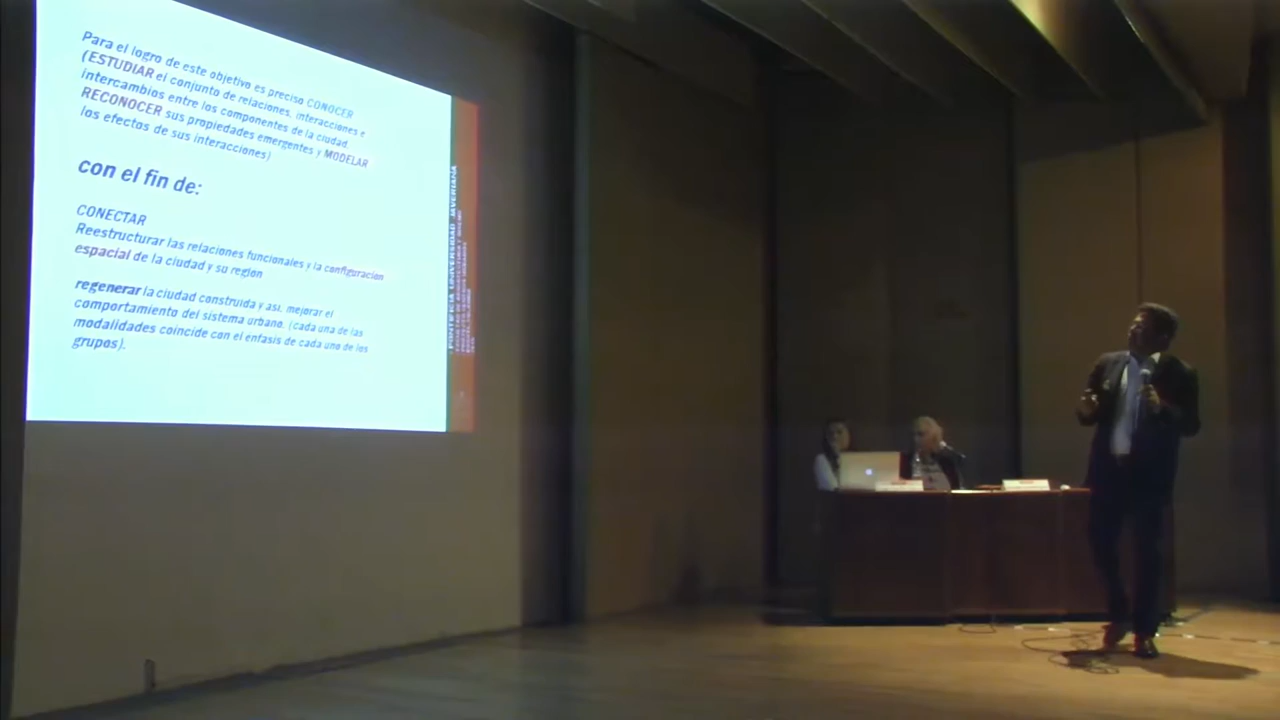 Para el logro de este objetivo es preciso CONOCER
(ESTUDIAR el conjunto de relaciones, interacciones e
intercambios entre los componentes de la ciudad,
RECONOCER sus propiedades emergentes y MODELAR
los efectos de sus interacciones)
con el fin de:
CONECTAR
Reestructurar las relaciones funcionales y la configuración
espacial de la ciudad y su región
regenerar la ciudad construida y así, mejorar el
comportamiento del sistema urbano. (cada una de las
modalidades coincide con el enfasis de cada uno de los
grupos).
PONTIFICIA UNIVERSIDAD JAVERIANA